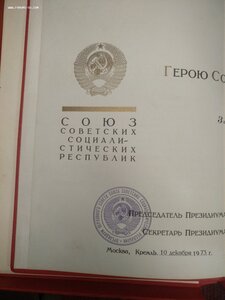 СОЮЗ
СОВЕТСКИХ
СОЦИАЛИ-
СТИЧЕСКИХ
РЕСПУБЛИК
ГЕРОЮ СО
З
ПРЕДСЕДАТЕЛЬ ПРЕЗИДИУМА
СЕКРЕТАРЬ ПРЕЗИДИУМА
МОСКВА, КРЕМЛЬ. 10 декабря 1973 г.